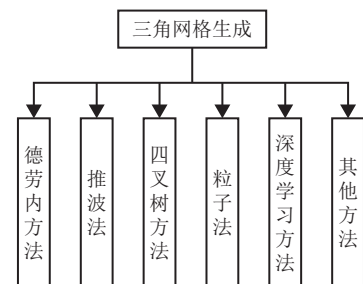 三角网格生成
德劳内方法
推波法
四叉树方法
粒子法
深度学习方法
其他方法